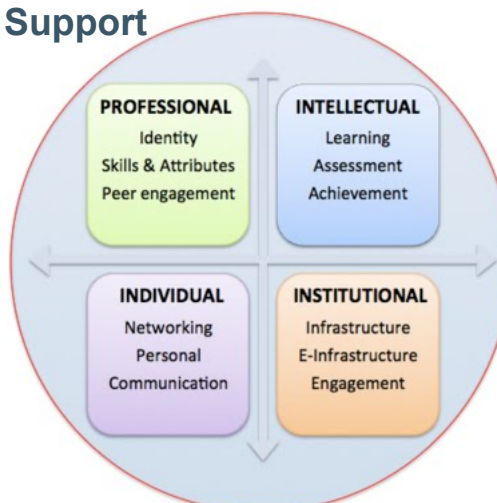 Support
PROFESSIONAL
Identity
Skills & Attributes
Peer engagement
INTELLECTUAL
Learning
Assessment
Achievement
INDIVIDUAL
Networking
Personal
Communication
INSTITUTIONAL
Infrastructure
E-Infrastructure
Engagement